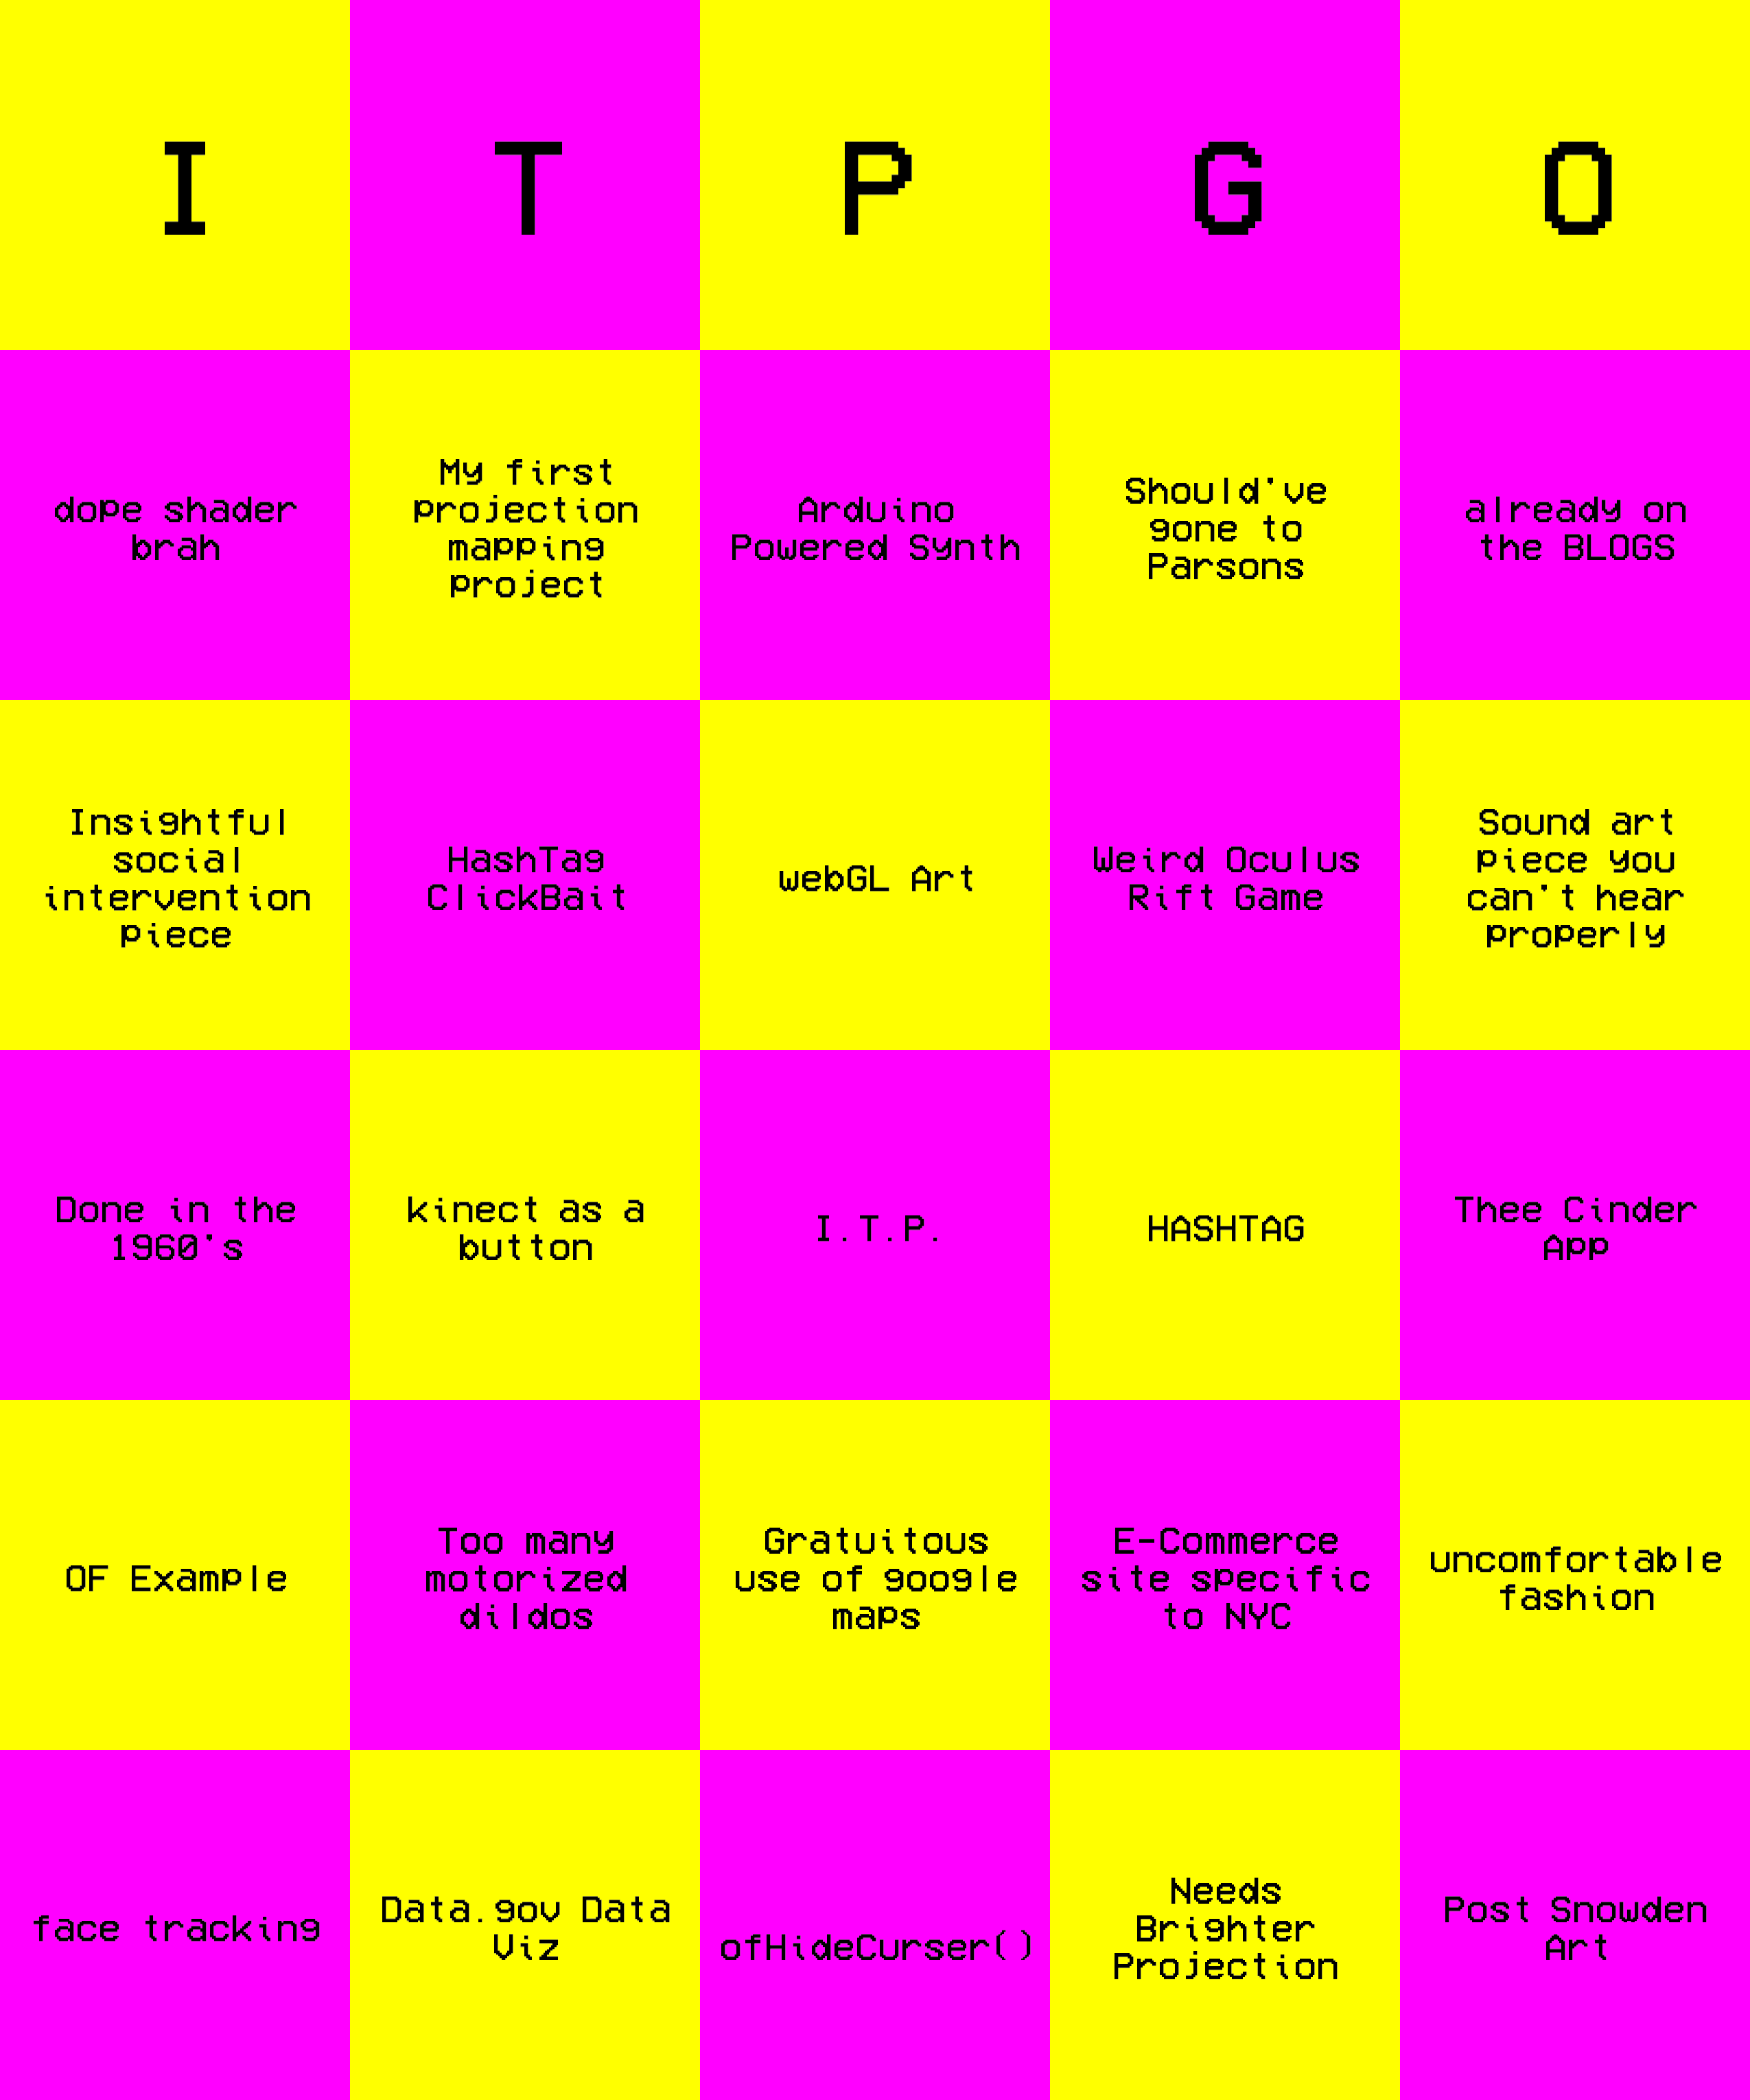 I T P G O
dope shader
brah
My first
projection
mapping
project
Arduino
Powered Synth
Should've
gone to
Parsons
already on
the BLOGS
Insightful
social
intervention
piece
HashTag
ClickBait
webGL Art
Weird Oculus
Rift Game
Sound art
piece you
can't hear
properly
Done in the
1960's
kinect as a
button
I.T.P.
HASHTAG
Thee Cinder
App
OF Example
Too many
motorized
dildos
Gratuitous
use of google
maps
E-Commerce
site specific
to NYC
uncomfortable
fashion
face tracking
Data.gov Data
Viz
ofHideCurser()
Needs
Brighter
Projection
Post Snowden
Art